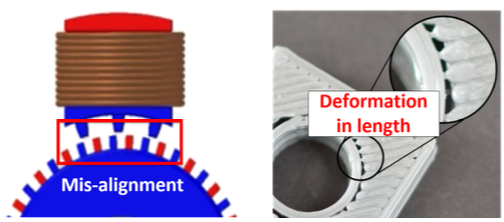 Mis-alignment
Deformation
in length